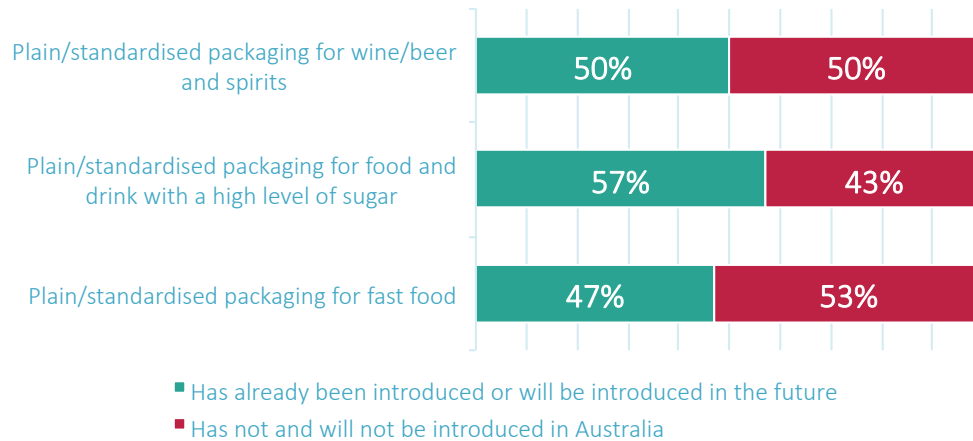 Plain/standardised packaging for wine/beer
and spirits
50%
50%
Plain/standardised packaging for food and
drink with a high level of sugar
57%
43%
Plain/standardised packaging for fast food
47%
53%
Has already been introduced or will be introduced in the future
Has not and will not be introduced in Australia